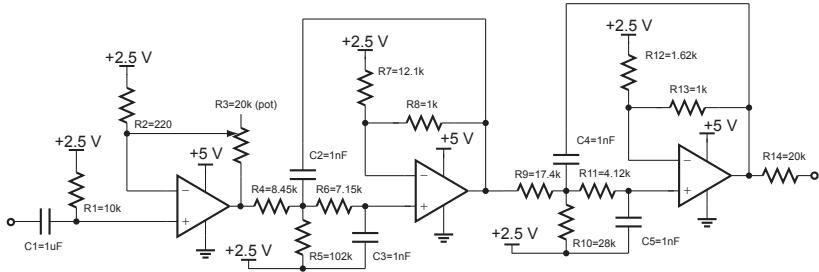 +2.5 V
R2=220
R3=20k (pot)
+2.5 V
R1=10k
C1=1uF
+5 V
R4=8.45k
C2=1nF
R6=7.15k
R5=102k
+2.5 V
C3=1nF
+2.5 V
R7=12.1k
R8=1k
+5 V
R9=17.4k
C4=1nF
R11=4.12k
R10=28k
+2.5 V
C5=1nF
+2.5 V
R12=1.62k
R13=1k
+5 V
R14=20k